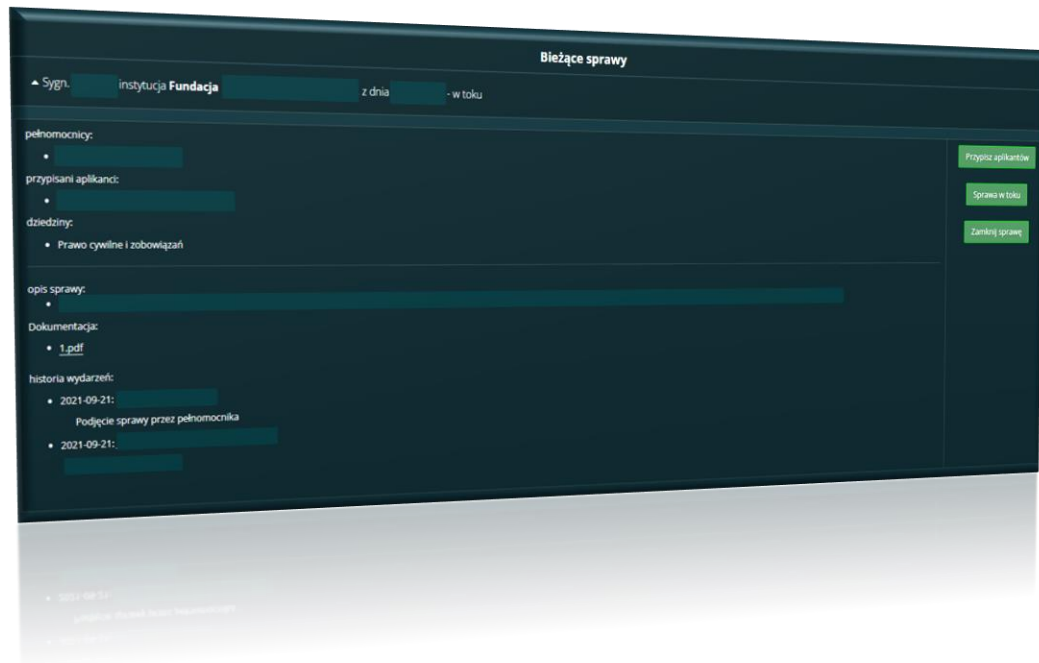 Bieżące sprawy
Sygn. instytucja Fundacja z dnia - w toku
pełnomocnicy:
Przypisz aplikantów
przypisani aplikanci:
Sprawa w toku
dziedziny:
Prawo cywilne i zobowiązań
Zamknij sprawę
opis sprawy:
Dokumentacja:
1.pdf
historia wydarzeń:
2021-09-21:
Podjęcie sprawy przez pełnomocnika
2021-09-21: